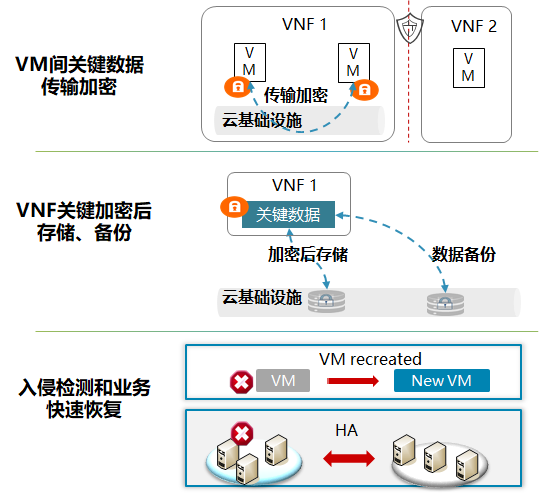 VM间关键数据
传输加密
VNF 1
V
M
V
M
传输加密
云基础设施
VNF 2
V
M
VNF关键加密后
存储、备份
VNF 1
关键数据
加密后存储
数据备份
云基础设施
入侵检测和业务
快速恢复
VM recreated
VM
New VM
HA